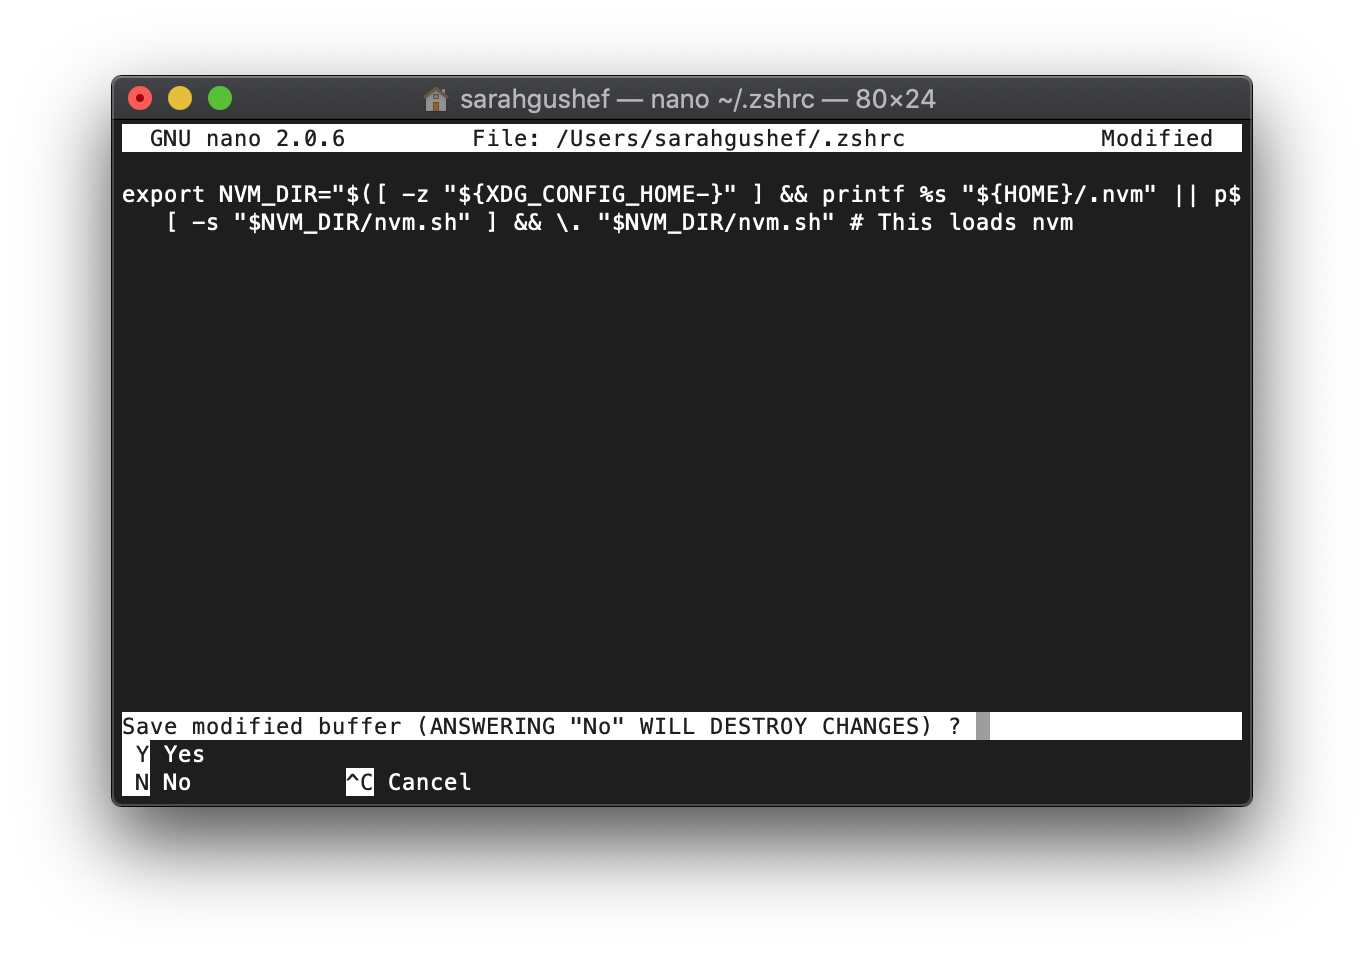 sarahgushef — nano ~/.zshrc — 80×24
GNU nano 2.0.6 File: /Users/sarahgushef/.zshrc Modified
export NVM_DIR="$([ -z "${XDG_CONFIG_HOME-}" ] && printf %s "${HOME}/.nvm" || p$
[ -s "$NVM_DIR/nvm.sh" ] && \. "$NVM_DIR/nvm.sh" # This loads nvm
Save modified buffer (ANSWERING "No" WILL DESTROY CHANGES) ?
Y Yes
N No ^C Cancel